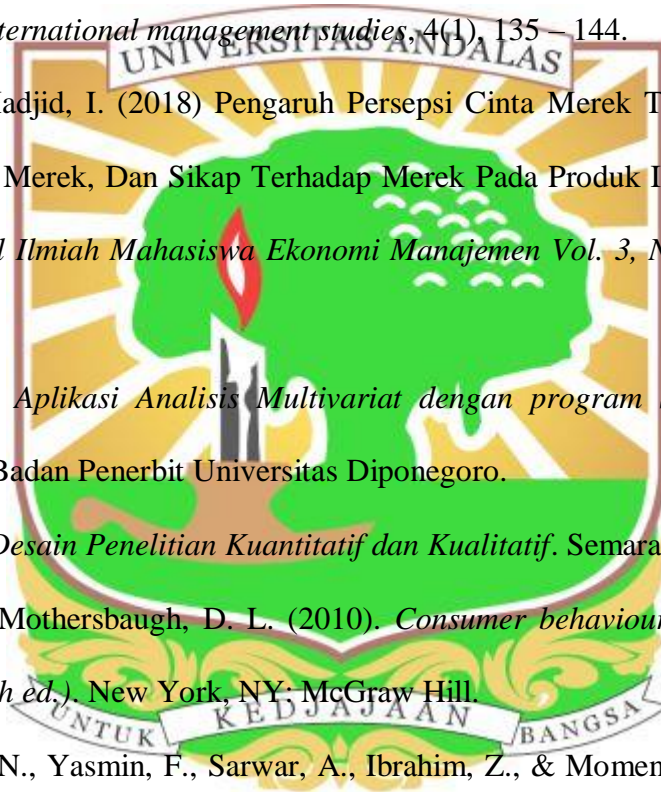 ternational management studies, 4(1), 135 – 144.
UNIVERSITAS ANDALAS
adjid, I. (2018) Pengaruh Persepsi Cinta Merek T
Merek, Dan Sikap Terhadap Merek Pada Produk I
l Ilmiah Mahasiswa Ekonomi Manajemen Vol. 3, N
Aplikasi Analisis Multivariat dengan program
Badan Penerbit Universitas Diponegoro.
Desain Penelitian Kuantitatif dan Kualitatif. Semara
Mothersbaugh, D. L. (2010). Consumer behaviour
h ed.). New York, NY: McGraw Hill.
UNTUK KEDJAJAAN BANGSA
N., Yasmin, F., Sarwar, A., Ibrahim, Z., & Momen